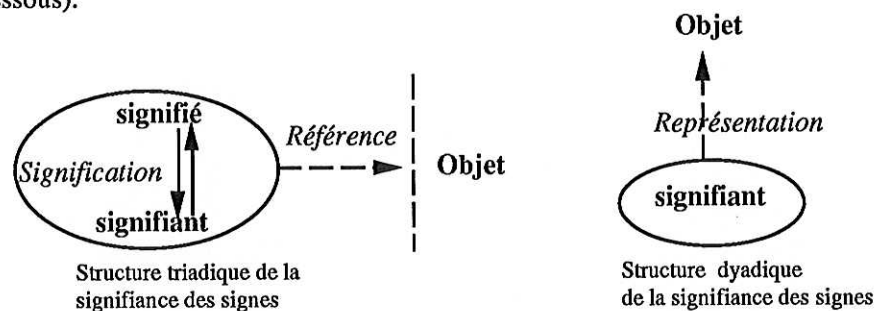 essous).
Objet
signifié
Référence
Représentation
Signification
Objet
signifiant
signifiant
Structure triadique de la
signifiance des signes
Structure dyadique
de la signifiance des signes